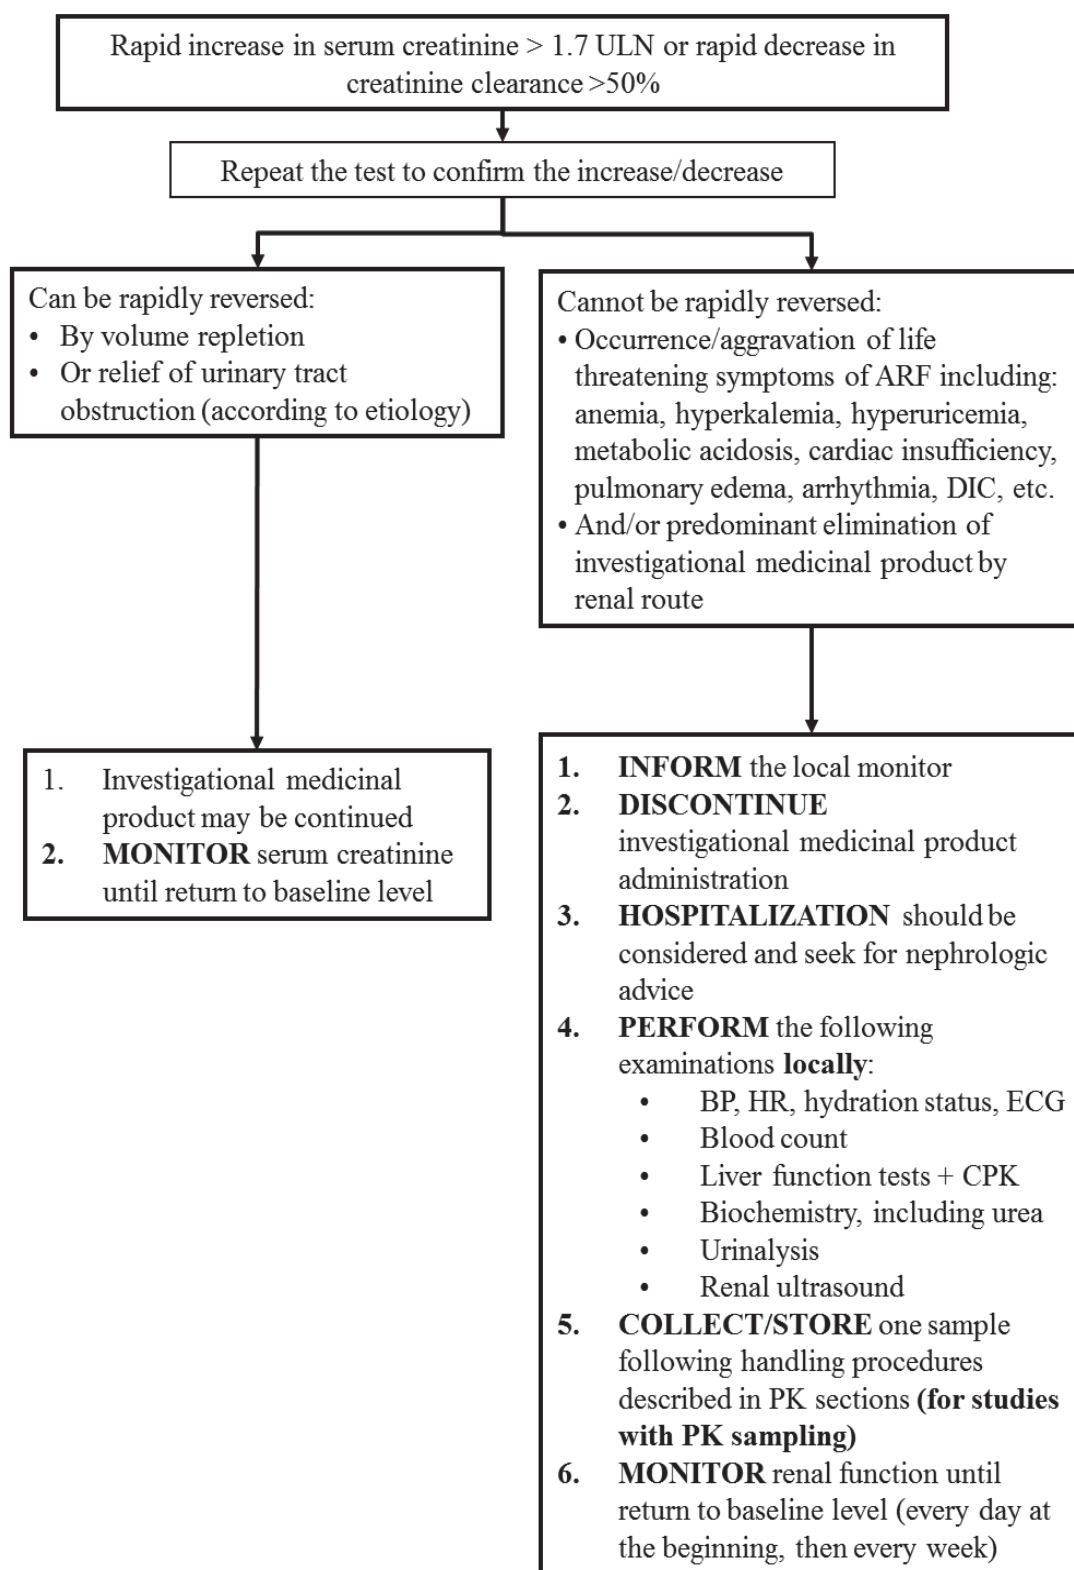 Rapid increase in serum creatinine > 1.7 ULN or rapid decrease in
creatinine clearance >50%
Repeat the test to confirm the increase/decrease
Can be rapidly reversed:
• By volume repletion
• Or relief of urinary tract
obstruction (according to etiology)
Cannot be rapidly reversed:
• Occurrence/aggravation of life
threatening symptoms of ARF including:
anemia, hyperkalemia, hyperuricemia,
metabolic acidosis, cardiac insufficiency,
pulmonary edema, arrhythmia, DIC, etc.
• And/or predominant elimination of
investigational medicinal product by
renal route
1. Investigational medicinal
product may be continued
2. MONITOR serum creatinine
until return to baseline level
1. INFORM the local monitor
2. DISCONTINUE
investigational medicinal product
administration
3. HOSPITALIZATION should be
considered and seek for nephrologic
advice
4. PERFORM the following
examinations locally:
• BP, HR, hydration status, ECG
• Blood count
• Liver function tests + CPK
• Biochemistry, including urea
• Urinalysis
• Renal ultrasound
5. COLLECT/STORE one sample
following handling procedures
described in PK sections (for studies
with PK sampling)
6. MONITOR renal function until
return to baseline level (every day at
the beginning, then every week)